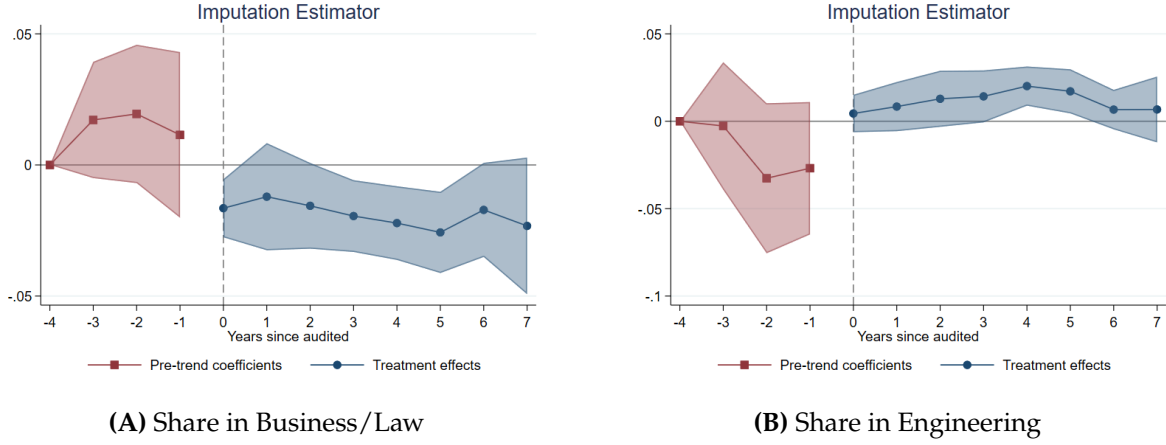 Imputation Estimator
.05
0
-.05
-4 -3 -2 -1 0 1 2 3 4 5 6 7
Years since audited
Pre-trend coefficients Treatment effects
(A) Share in Business/Law
Imputation Estimator
.05
0
-.05
-.1
-4 -3 -2 -1 0 1 2 3 4 5 6 7
Years since audited
Pre-trend coefficients Treatment effects
(B) Share in Engineering